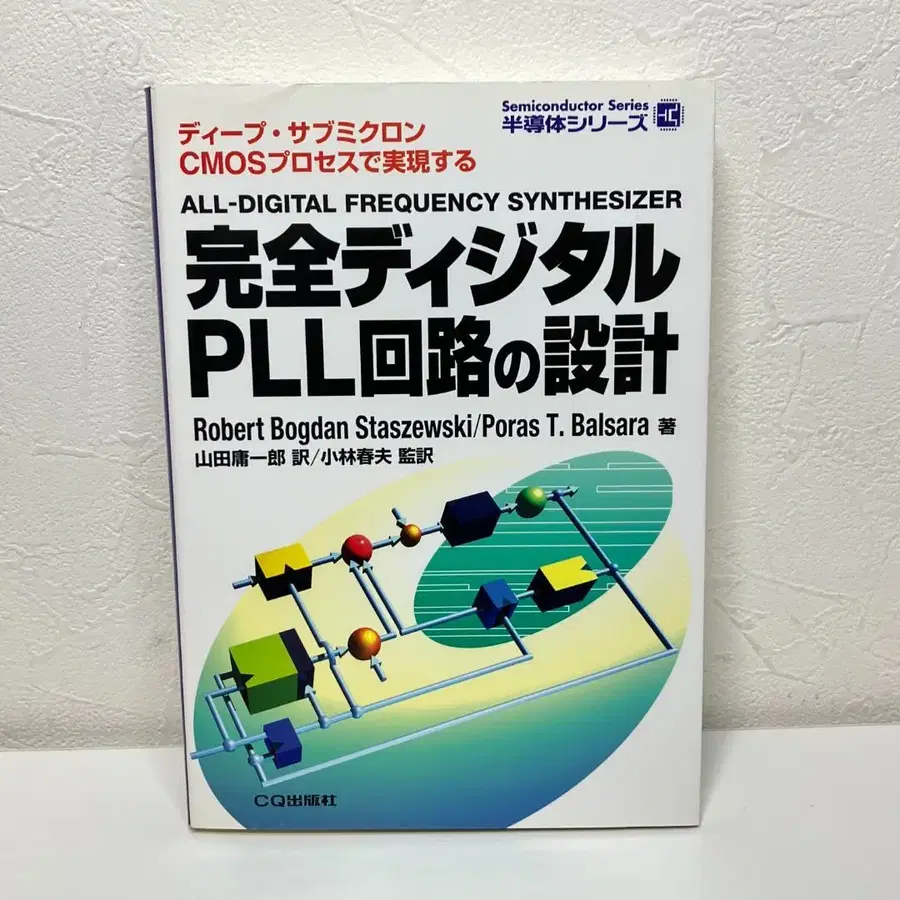 Semiconductor Series
半導体シリーズ
ディープ・サブミクロン
CMOSプロセスで実現する
ALL-DIGITAL FREQUENCY SYNTHESIZER
完全ディジタル
PLL回路の設計
Robert Bogdan Staszewski/Poras T. Balsara 著
山田庸一郎 訳/小林春夫 監訳
CQ出版社